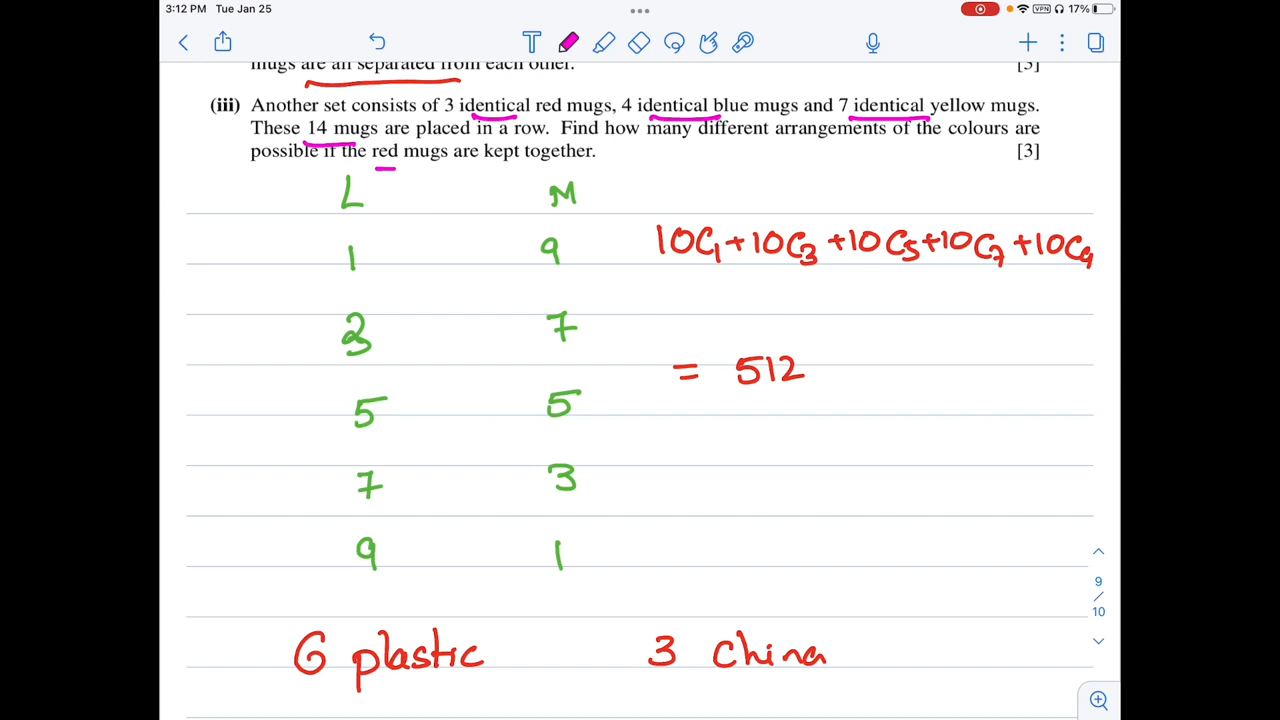 3:12 PM Tue Jan 25
VPN 17%
T
mugs are all separated from each other. [3]
(iii) Another set consists of 3 identical red mugs, 4 identical blue mugs and 7 identical yellow mugs.
These 14 mugs are placed in a row. Find how many different arrangements of the colours are
possible if the red mugs are kept together. [3]
L M
1 9 10C1+10C3+10C5+10C7+10C9
3 7
= 512
5 5
7 3
9 1
9
/
10
6 plastic 3 china